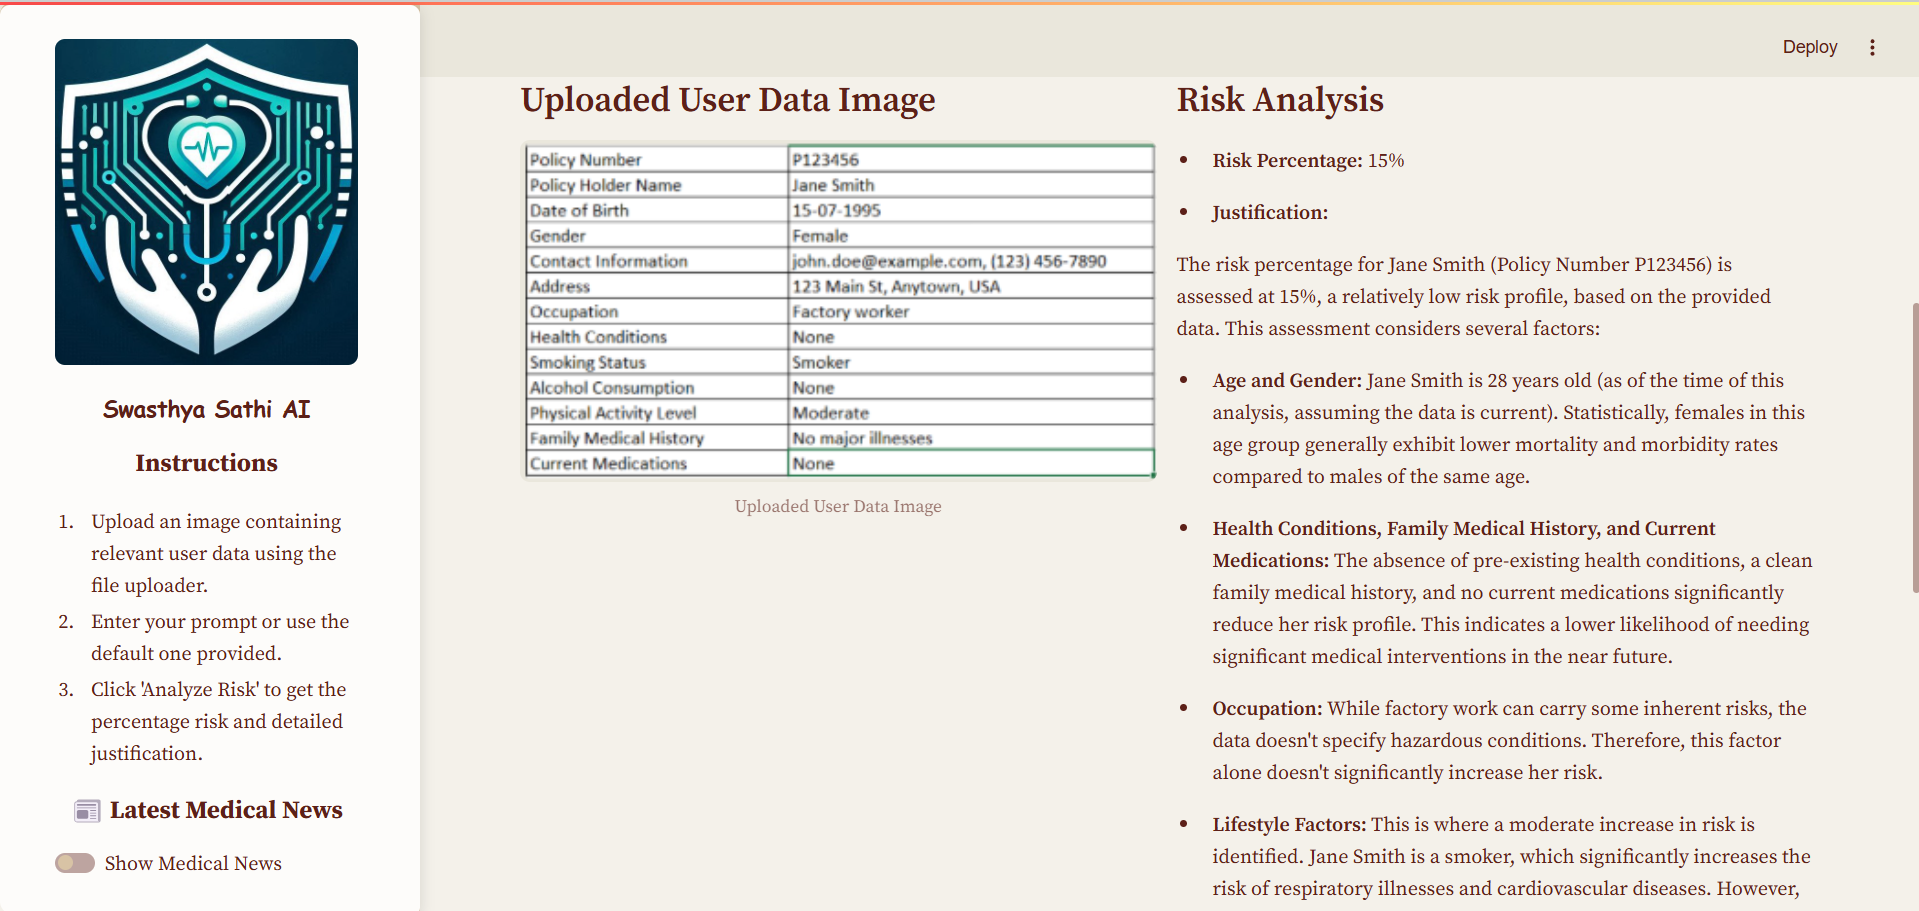 Deploy
Swasthya Sathi AI
Instructions
1. Upload an image containing
relevant user data using the
file uploader.
2. Enter your prompt or use the
default one provided.
3. Click 'Analyze Risk' to get the
percentage risk and detailed
justification.
Latest Medical News
Show Medical News
Uploaded User Data Image
Policy Number P123456
Policy Holder Name Jane Smith
Date of Birth 15-07-1995
Gender Female
Contact Information john.doe@example.com, (123) 456-7890
Address 123 Main St, Anytown, USA
Occupation Factory worker
Health Conditions None
Smoking Status Smoker
Alcohol Consumption None
Physical Activity Level Moderate
Family Medical History No major illnesses
Current Medications None
Uploaded User Data Image
Risk Analysis
• Risk Percentage: 15%
• Justification:
The risk percentage for Jane Smith (Policy Number P123456) is
assessed at 15%, a relatively low risk profile, based on the provided
data. This assessment considers several factors:
• Age and Gender: Jane Smith is 28 years old (as of the time of this
analysis, assuming the data is current). Statistically, females in this
age group generally exhibit lower mortality and morbidity rates
compared to males of the same age.
• Health Conditions, Family Medical History, and Current
Medications: The absence of pre-existing health conditions, a clean
family medical history, and no current medications significantly
reduce her risk profile. This indicates a lower likelihood of needing
significant medical interventions in the near future.
• Occupation: While factory work can carry some inherent risks, the
data doesn't specify hazardous conditions. Therefore, this factor
alone doesn't significantly increase her risk.
• Lifestyle Factors: This is where a moderate increase in risk is
identified. Jane Smith is a smoker, which significantly increases the
risk of respiratory illnesses and cardiovascular diseases. However,